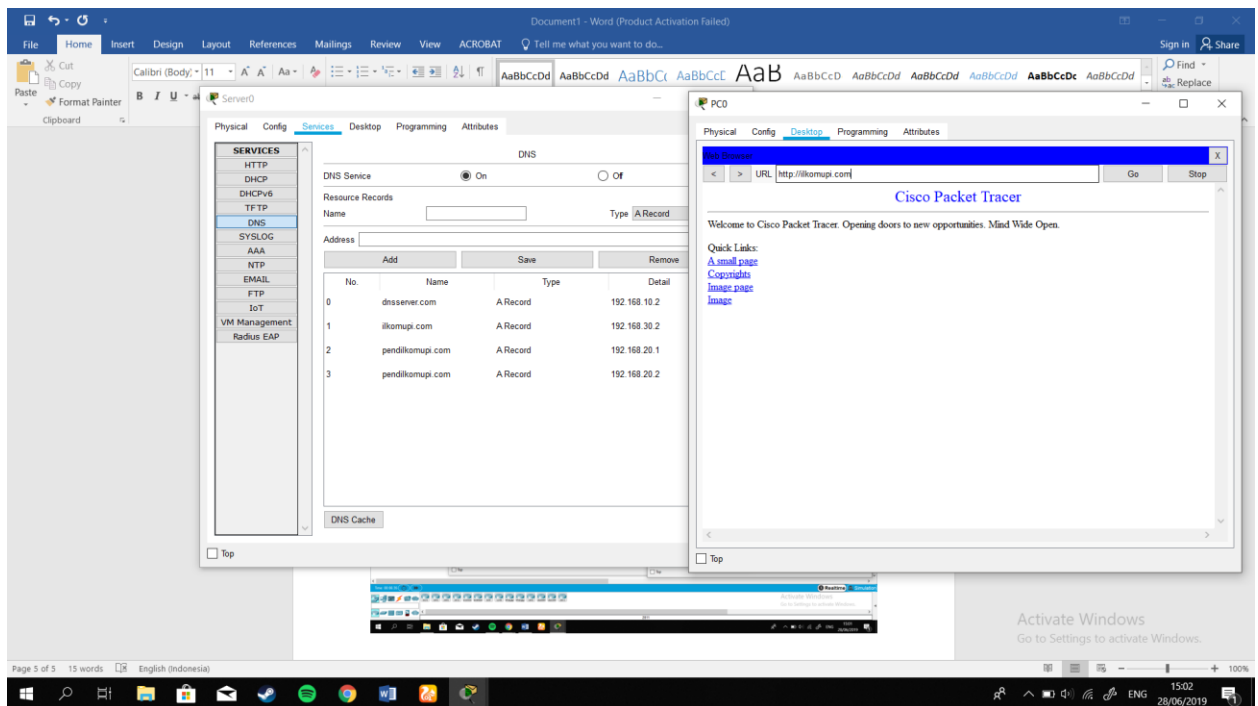 Document1 - Word (Product Activation Failed)
File Home Insert Design Layout References Mailings Review View ACROBAT Tell me what you want to do... Sign in Share
Paste
Cut
Copy
Format Painter
Clipboard
Calibri (Body) 11
B I U
AaBbCcDd AaBbCcDd AaBbCc AaBbCcE AaB AaBbCcD AaBbCcDd AaBbCcDd AaBbCcDd AaBbCcDc AaBbCcDd
Find
Replace
Server0
Physical Config Services Desktop Programming Attributes
SERVICES
HTTP
DHCP
DHCPv6
TFTP
DNS
SYSLOG
AAA
NTP
EMAIL
FTP
IoT
VM Management
Radius EAP
DNS
DNS Service On Off
Resource Records
Name Type A Record
Address
Add Save Remove
No. Name Type Detail
0 dnsserver.com A Record 192.168.10.2
1 ilkomupi.com A Record 192.168.30.2
2 pendilkomupi.com A Record 192.168.20.1
3 pendilkomupi.com A Record 192.168.20.2
DNS Cache
Top
PC0
Physical Config Desktop Programming Attributes
Web Browser X
< > URL http://ilkomupi.com Go Stop
Cisco Packet Tracer
Welcome to Cisco Packet Tracer. Opening doors to new opportunities. Mind Wide Open.
Quick Links:
A small page
Copyrights
Image page
Image
Top
Realtime
Activate Windows
Activate Windows
Go to Settings to activate Windows.
Page 5 of 5 15 words English (Indonesia) 100%
ENG
15:02
28/06/2019